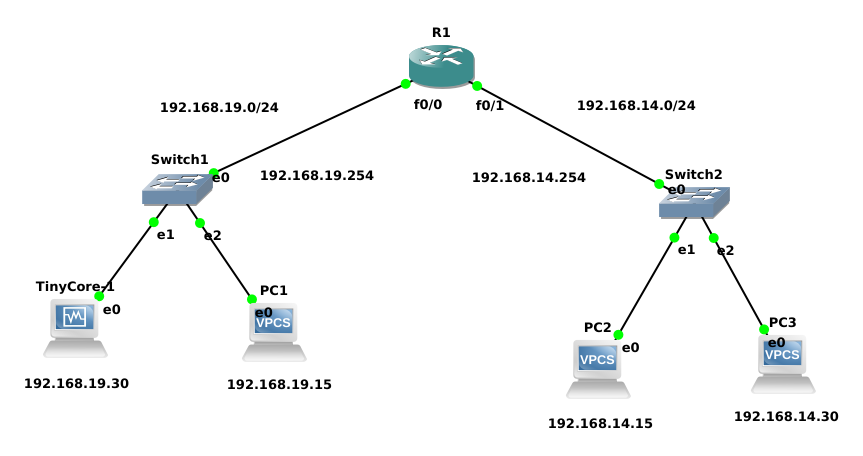 R1
f0/0
f0/1
192.168.19.0/24
192.168.14.0/24
Switch1
e0
192.168.19.254
192.168.14.254
Switch2
e0
e1
e2
e1
e2
TinyCore-1
e0
PC1
e0
VPCS
PC2
e0
VPCS
PC3
e0
VPCS
192.168.19.30
192.168.19.15
192.168.14.15
192.168.14.30